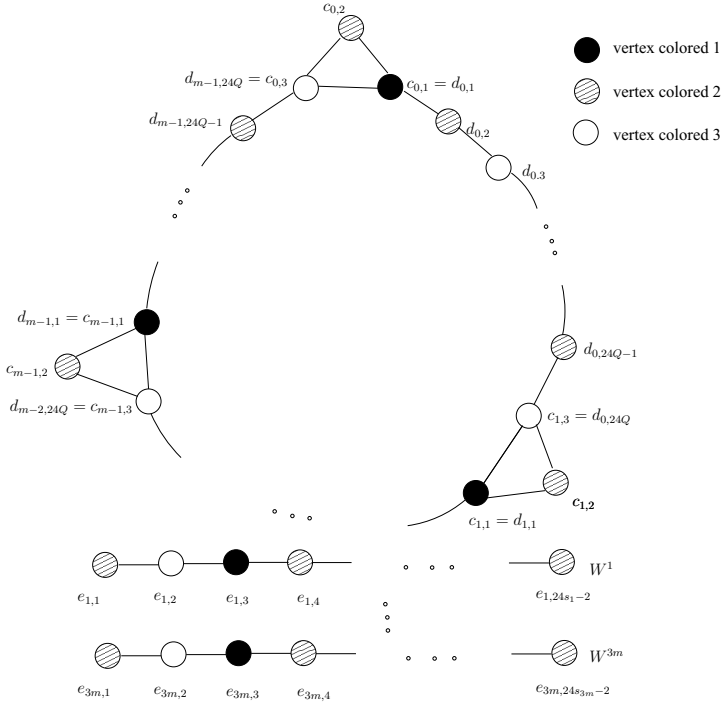 c_{0,2}
vertex colored 1
d_{m−1,24Q} = c_{0,3}
c_{0,1} = d_{0,1}
vertex colored 2
d_{m−1,24Q−1}
d_{0,2}
vertex colored 3
d_{0.3}
d_{m−1,1} = c_{m−1,1}
d_{0,24Q−1}
c_{m−1,2}
d_{m−2,24Q} = c_{m−1,3}
c_{1,3} = d_{0,24Q}
c_{1,2}
c_{1,1} = d_{1,1}
W^1
e_{1,1} e_{1,2} e_{1,3} e_{1,4} e_{1,24s_1−2}
W^{3m}
e_{3m,1} e_{3m,2} e_{3m,3} e_{3m,4} e_{3m,24s_{3m}−2}